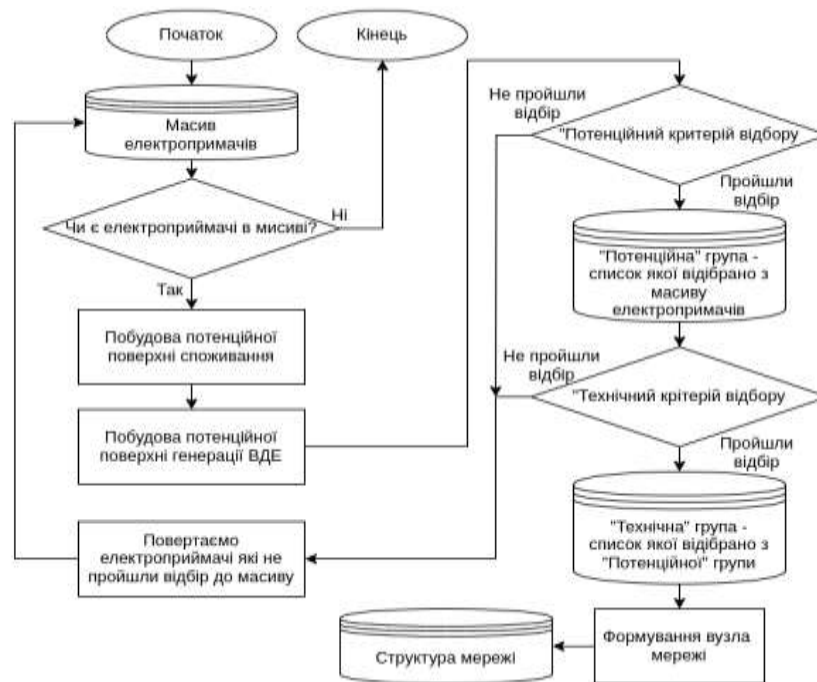 Початок
Кінець
Масив
електропримачів
Чи є електроприймачі в мисиві?
Ні
Так
Побудова потенційної
поверхні споживання
Побудова потенційної
поверхні генерації ВДЕ
Повертаємо
електроприймачі які не
пройшли відбір до масиву
Не пройшли
відбір
"Потенційний критерій відбору
Пройшли
відбір
"Потенційна" група -
список якої відібрано з
масиву
електропримачів
Не пройшли
відбір
"Технічний крітерій відбору
Пройшли
відбір
"Технічна" група -
список якої відібрано з
"Потенційної" групи
Формування вузла
мережі
Структура мережі